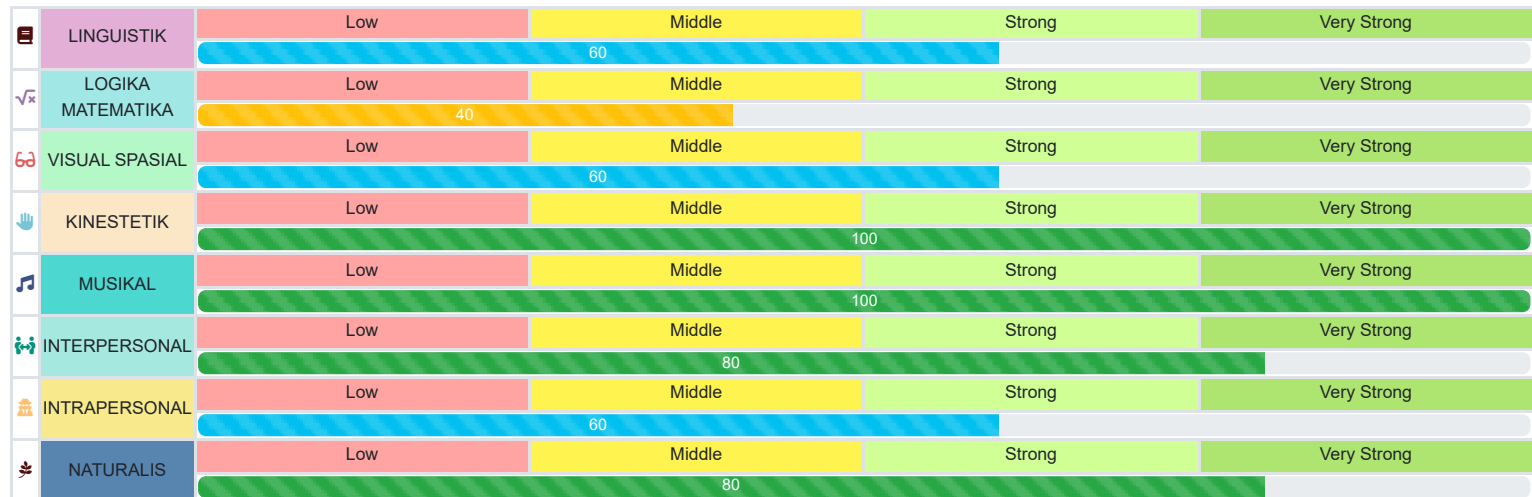 LINGUISTIK
Low Middle Strong Very Strong
60
LOGIKA
MATEMATIKA
Low Middle Strong Very Strong
40
VISUAL SPASIAL
Low Middle Strong Very Strong
60
KINESTETIK
Low Middle Strong Very Strong
100
MUSIKAL
Low Middle Strong Very Strong
100
INTERPERSONAL
Low Middle Strong Very Strong
80
INTRAPERSONAL
Low Middle Strong Very Strong
60
NATURALIS
Low Middle Strong Very Strong
80